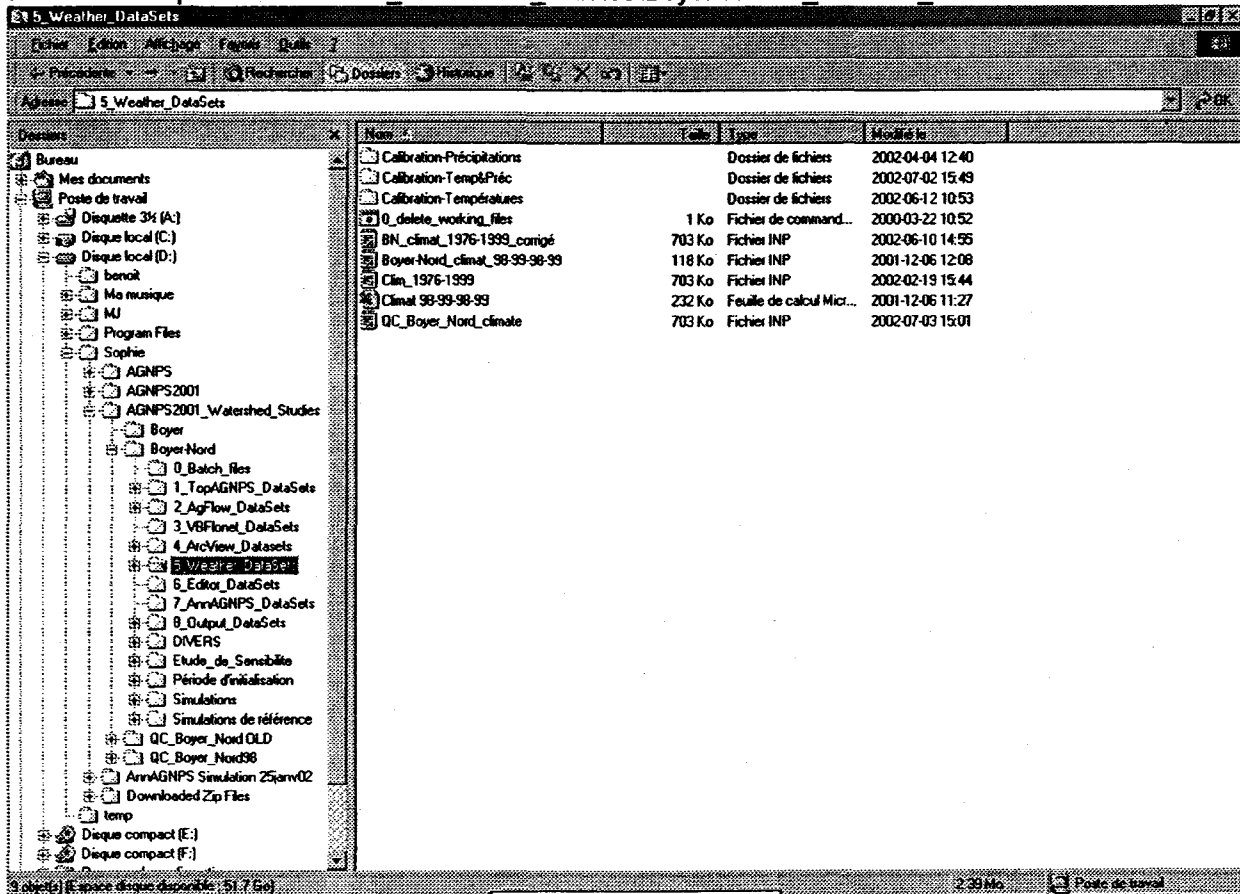 5_Weather_DataSets
Fichier Edition Affichage Favoris Outils ?
Précédente Rechercher Dossiers Historique
Adresse 5_Weather_DataSets OK
Dossiers
Bureau
Mes documents
Poste de travail
Disquette 3½ (A:)
Disque local (C:)
Disque local (D:)
benoit
Ma musique
MJ
Program Files
Sophie
AGNPS
AGNPS2001
AGNPS2001_Watershed_Studies
Boyer
Boyer-Nord
0_Batch_files
1_TopAGNPS_DataSets
2_AgFlow_DataSets
3_VBFlonet_DataSets
4_ArcView_Datasets
5_Weather_DataSets
6_Editor_DataSets
7_AnnAGNPS_DataSets
8_Output_DataSets
DIVERS
Etude_de_Sensibilite
Période d'initialisation
Simulations
Simulations de référence
QC_Boyer_Nord OLD
QC_Boyer_Nord98
AnnAGNPS Simulation 25janv02
Downloaded Zip Files
temp
Disque compact (E:)
Disque compact (F:)
Nom Taille Type Modifié le
Calibration-Précipitations Dossier de fichiers 2002-04-04 12:40
Calibration-Temp&Préc Dossier de fichiers 2002-07-02 15:49
Calibration-Températures Dossier de fichiers 2002-06-12 10:53
0_delete_working_files 1 Ko Fichier de command... 2000-03-22 10:52
BN_climat_1976-1999_corrigé 703 Ko Fichier INP 2002-06-10 14:55
Boyer-Nord_climat_98-99-98-99 118 Ko Fichier INP 2001-12-06 12:08
Clim_1976-1999 703 Ko Fichier INP 2002-02-19 15:44
Climat 98-99-98-99 232 Ko Feuille de calcul Micr... 2001-12-06 11:27
QC_Boyer_Nord_climate 703 Ko Fichier INP 2002-07-03 15:01
9 objet(s) (Espace disque disponible : 51.7 Go) 2.39 Mo Poste de travail